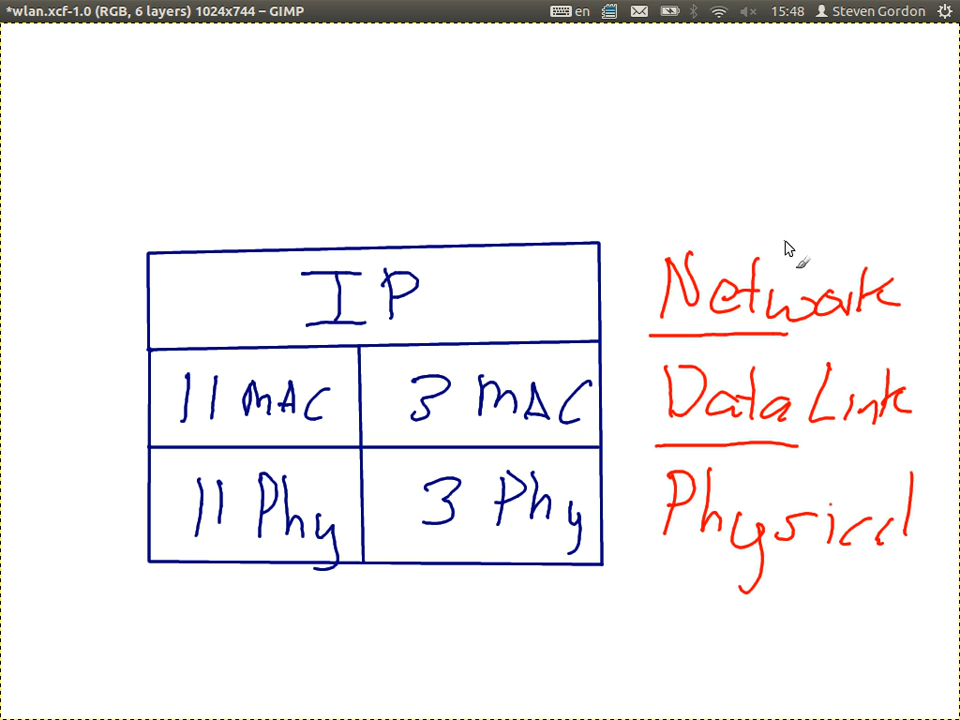 *wlan.xcf-1.0 (RGB, 6 layers) 1024x744 – GIMP en 15:48 Steven Gordon
IP Network
11 MAC 3 MAC Data Link
11 Phy 3 Phy Physical